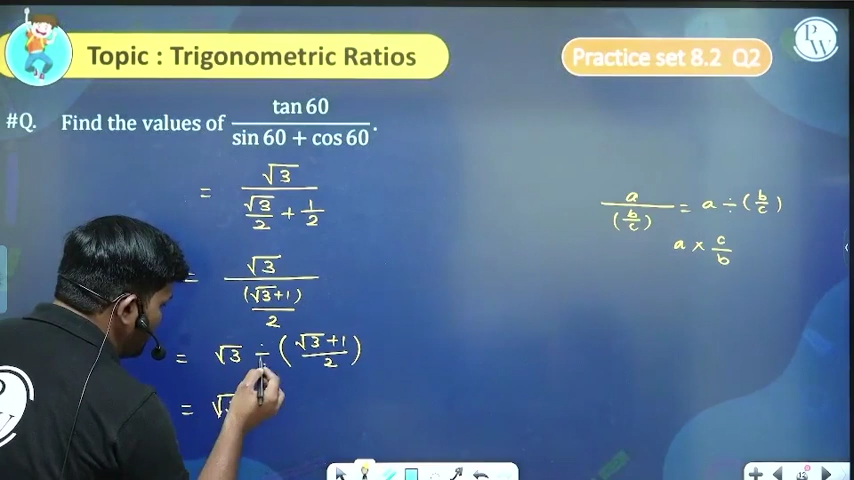 Topic : Trigonometric Ratios
Practice set 8.2 Q2
PW
#Q. Find the values of tan 60 / sin 60 + cos 60.
= √3 / √3/2 + 1/2
= √3 / (√3+1)/2
= √3 ÷ (√3+1 / 2)
= √
a / (b/c) = a ÷ (b/c)
a × c/b
W